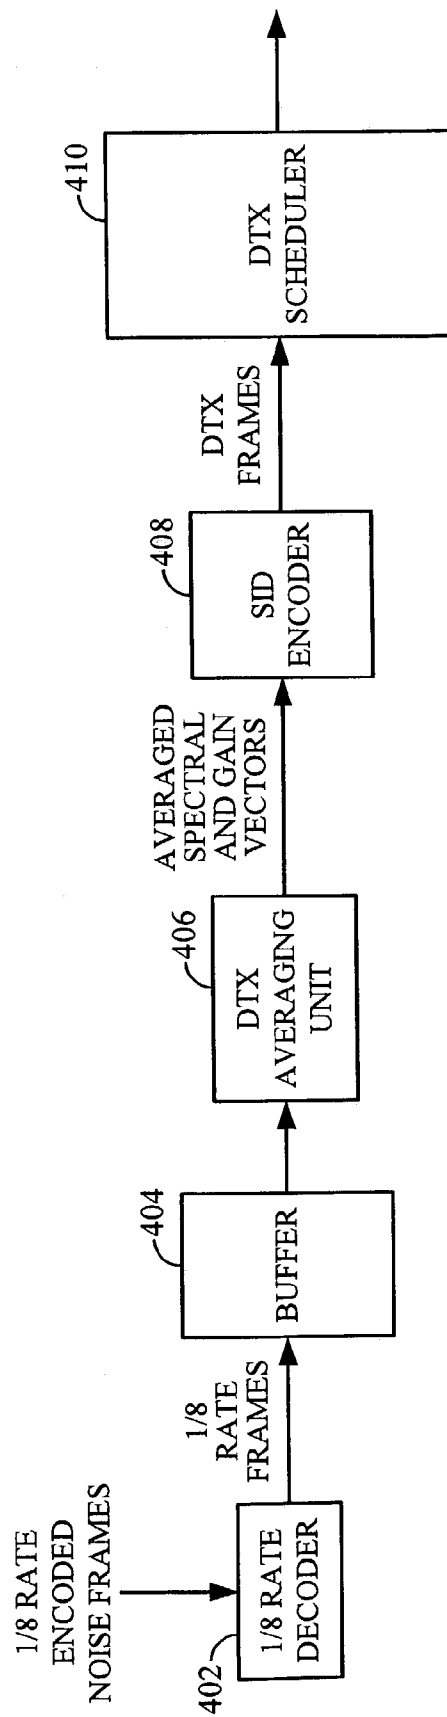 1/8 RATE
ENCODED
NOISE FRAMES
402
1/8 RATE
DECODER
1/8
RATE
FRAMES
404
BUFFER
406
DTX
AVERAGING
UNIT
AVERAGED
SPECTRAL
AND GAIN
VECTORS
408
SID
ENCODER
DTX
FRAMES
410
DTX
SCHEDULER